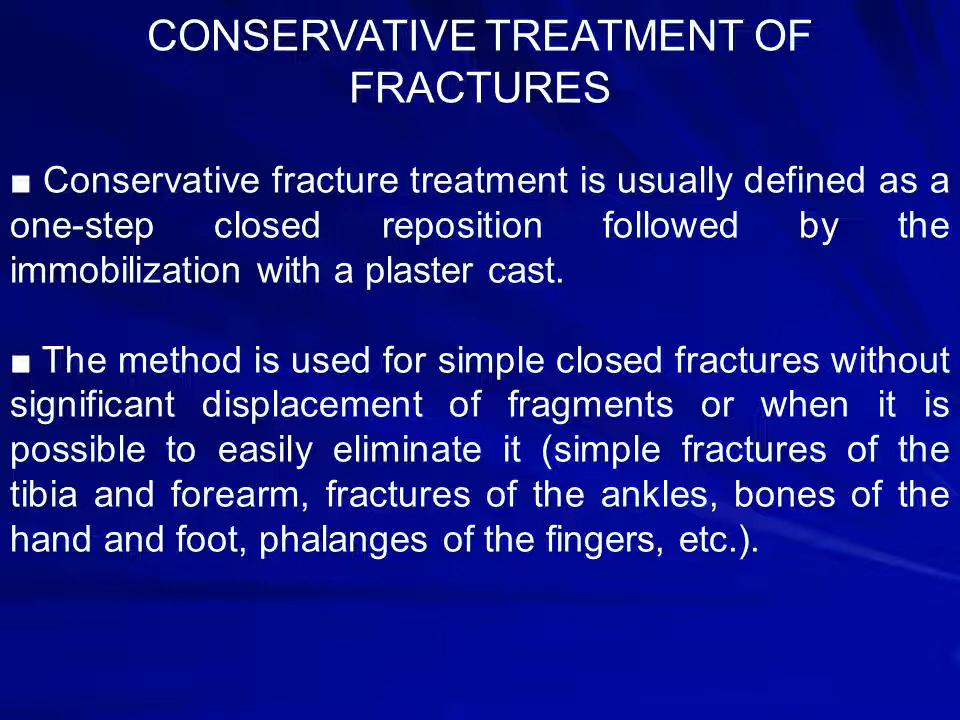 CONSERVATIVE TREATMENT OF
FRACTURES
■ Conservative fracture treatment is usually defined as a
one-step closed reposition followed by the
immobilization with a plaster cast.
■ The method is used for simple closed fractures without
significant displacement of fragments or when it is
possible to easily eliminate it (simple fractures of the
tibia and forearm, fractures of the ankles, bones of the
hand and foot, phalanges of the fingers, etc.).